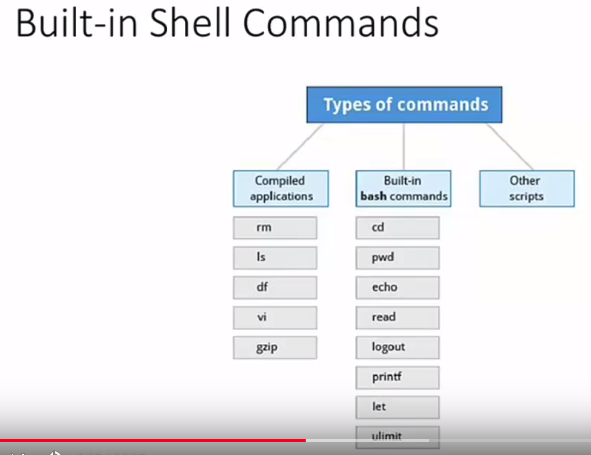 Built-in Shell Commands
Types of commands
Compiled
applications
rm
ls
df
vi
gzip
Built-in
bash commands
cd
pwd
echo
read
logout
printf
let
ulimit
Other
scripts